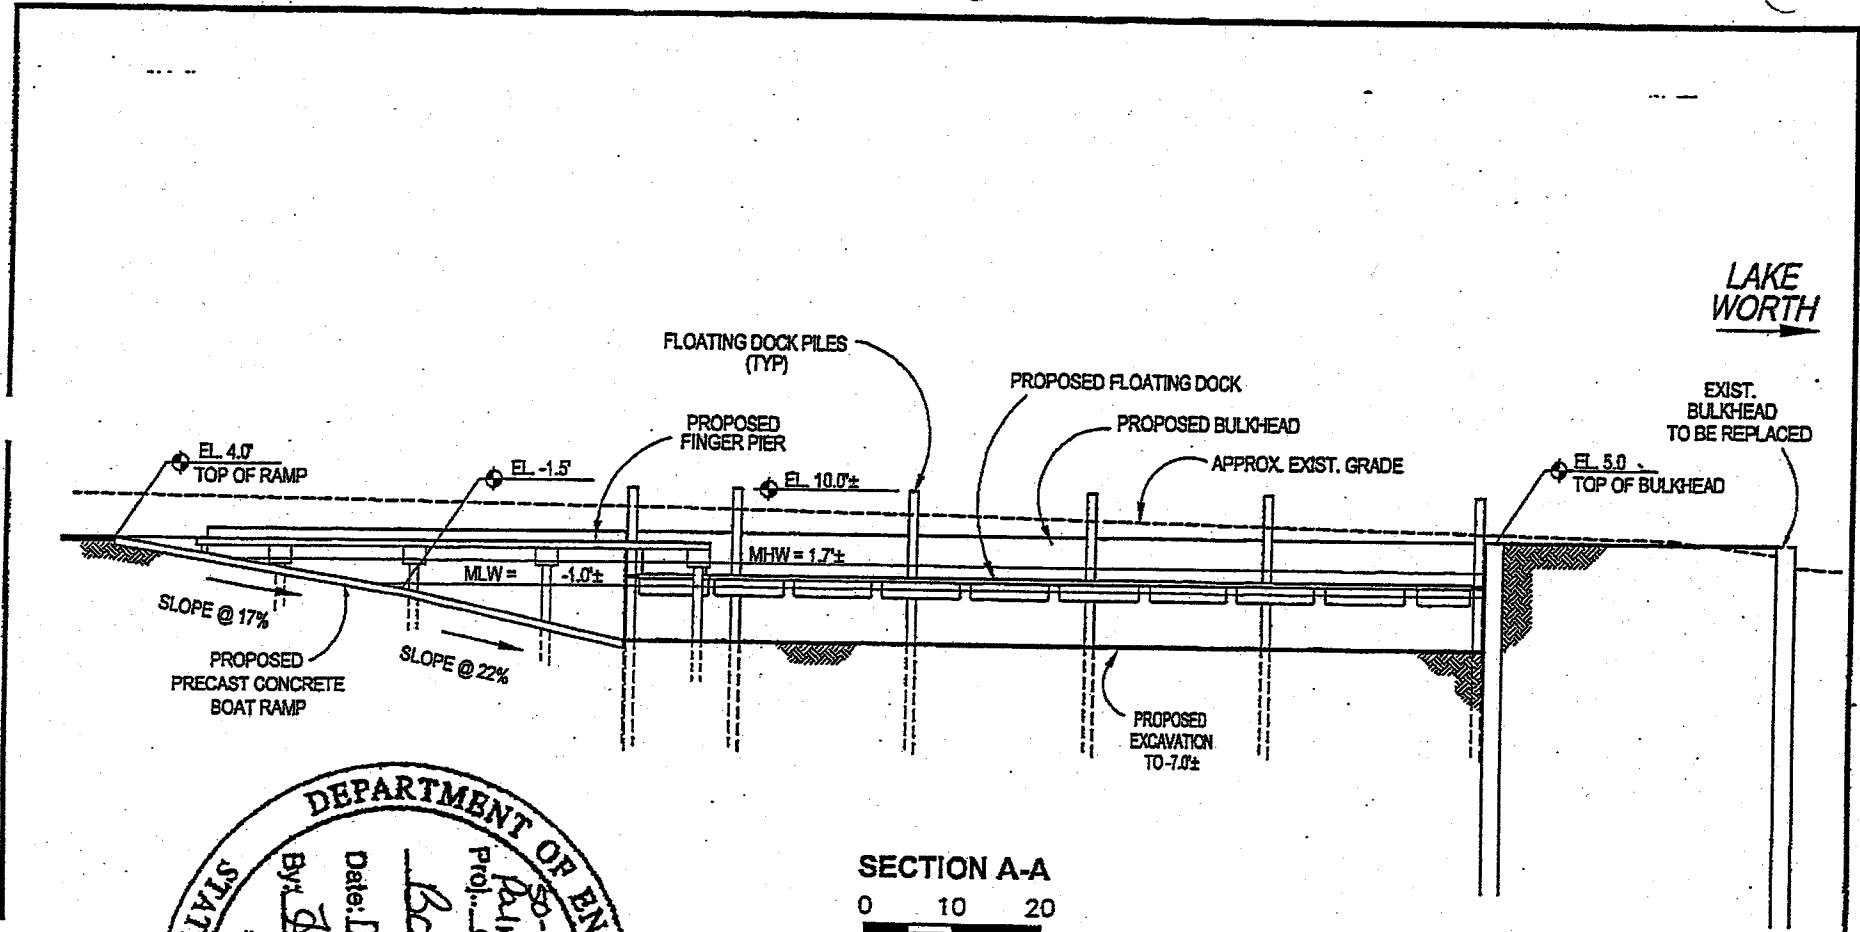 LAKE
WORTH
FLOATING DOCK PILES
(TYP)
PROPOSED FLOATING DOCK
EXIST.
BULKHEAD
TO BE REPLACED
PROPOSED
FINGER PIER
PROPOSED BULKHEAD
EL. 4.0'
TOP OF RAMP
EL. -1.5'
EL. 10.0'±
APPROX. EXIST. GRADE
EL. 5.0
TOP OF BULKHEAD
MHW = 1.7'±
MLW = -1.0'±
SLOPE @ 17%
SLOPE @ 22%
PROPOSED
PRECAST CONCRETE
BOAT RAMP
PROPOSED
EXCAVATION
TO -7.0'±
DEPARTMENT OF EN
STAT
Proj.
Date:
By:
SECTION A-A
0 10 20